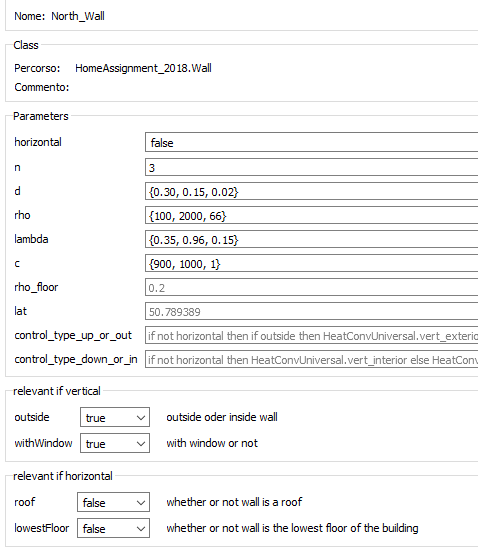 Nome: North_Wall
Class
Percorso: HomeAssignment_2018.Wall
Commento:
Parameters
horizontal false
n 3
d {0.30, 0.15, 0.02}
rho {100, 2000, 66}
lambda {0.35, 0.96, 0.15}
c {900, 1000, 1}
rho_floor 0.2
lat 50.789389
control_type_up_or_out if not horizontal then if outside then HeatConvUniversal.vert_exterio
control_type_down_or_in if not horizontal then HeatConvUniversal.vert_interior else HeatConv
relevant if vertical
outside true outside oder inside wall
withWindow true with window or not
relevant if horizontal
roof false whether or not wall is a roof
lowestFloor false whether or not wall is the lowest floor of the building